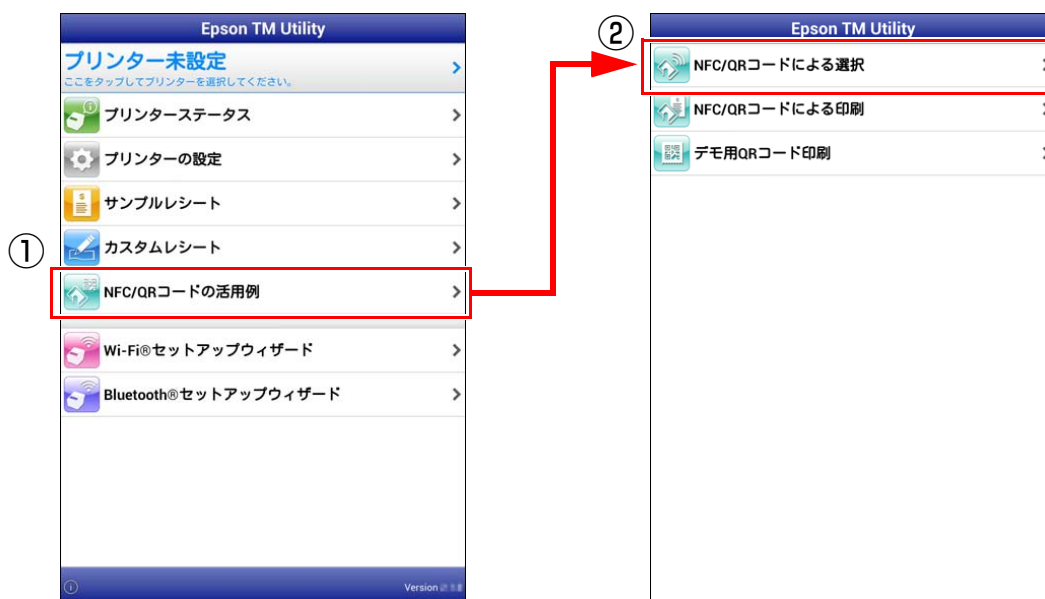 Epson TM Utility
プリンター未設定
ここをタップしてプリンターを選択してください。
プリンターステータス
プリンターの設定
サンプルレシート
カスタムレシート
①
NFC/QRコードの活用例
Wi-Fi®セットアップウィザード
Bluetooth®セットアップウィザード
Version
②
Epson TM Utility
NFC/QRコードによる選択
NFC/QRコードによる印刷
デモ用QRコード印刷